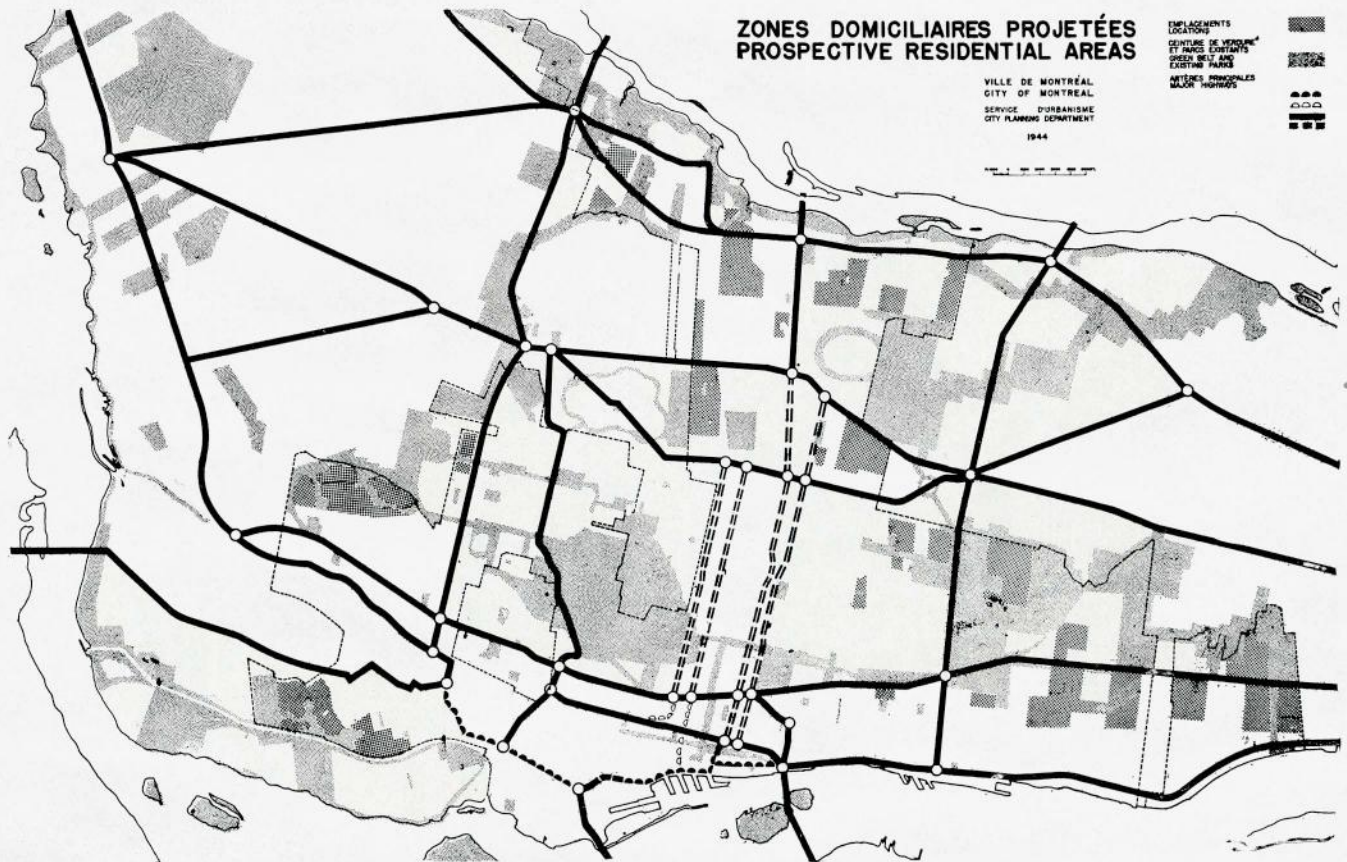 ZONES DOMICILIAIRES PROJETÉES
PROSPECTIVE RESIDENTIAL AREAS
VILLE DE MONTRÉAL
CITY OF MONTREAL
SERVICE D'URBANISME
CITY PLANNING DEPARTMENT
1944
EMPLACEMENTS
LOCATIONS
CEINTURE DE VERDURE
ET PARCS EXISTANTS
GREEN BELT AND
EXISTING PARKS
ARTÈRES PRINCIPALES
MAJOR HIGHWAYS